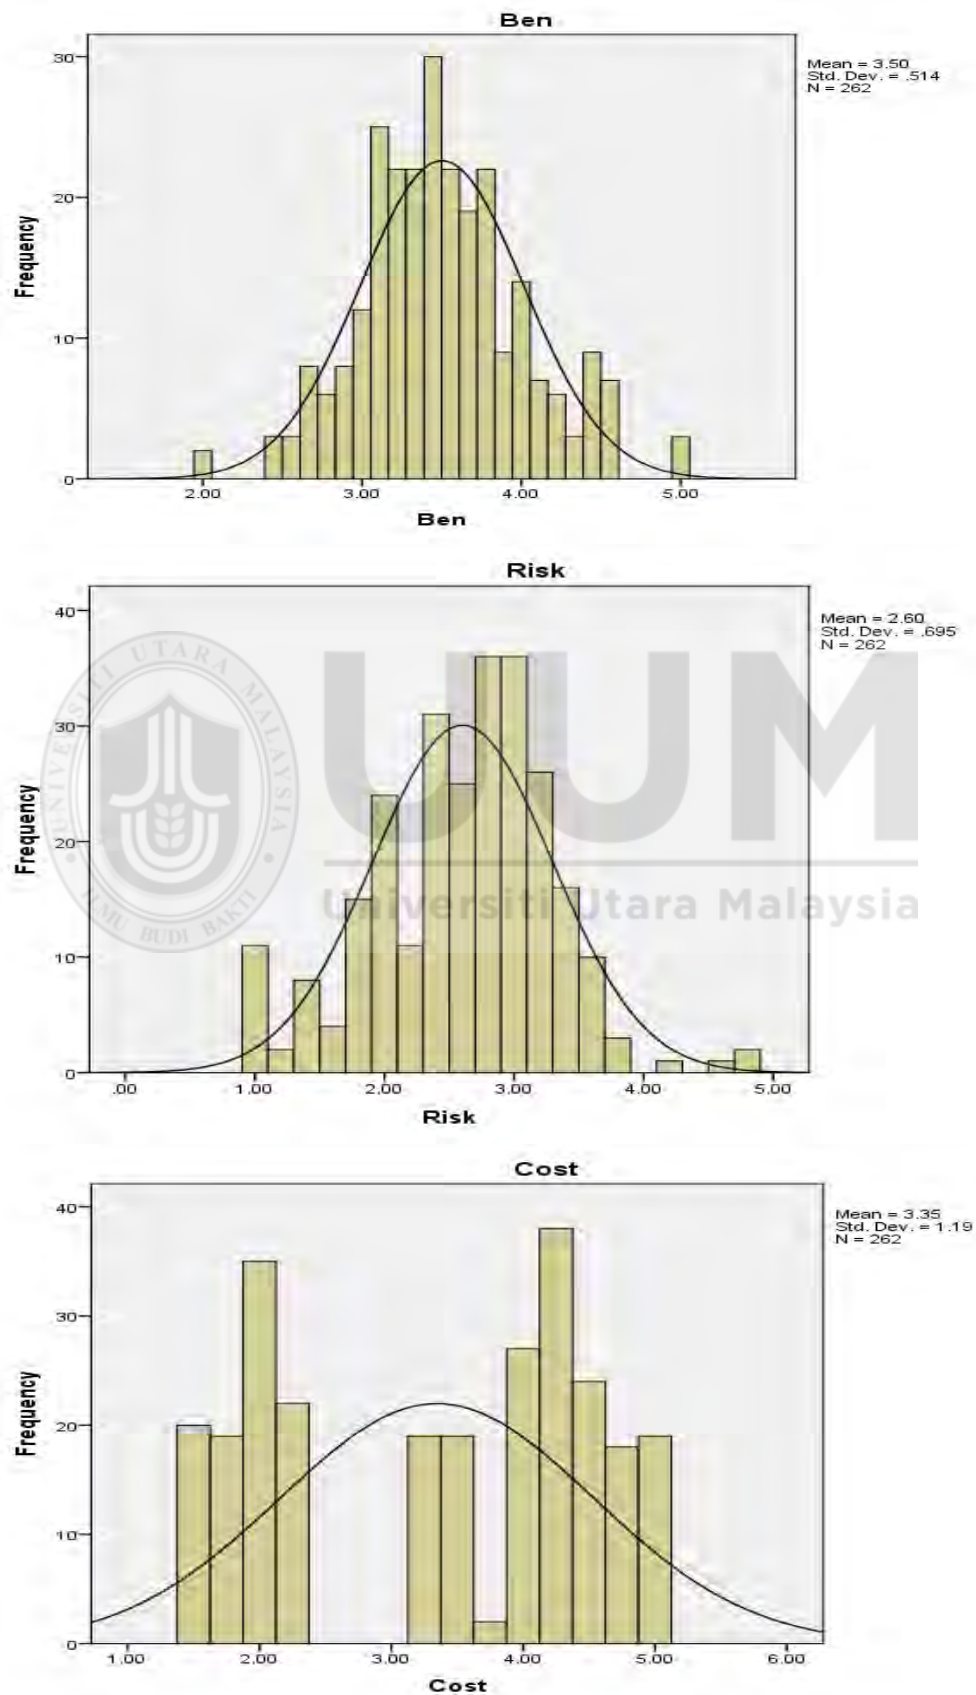 Ben
Mean = 3.50
Std. Dev. = .514
N = 262
30
20
10
0
Frequency
2.00 3.00 4.00 5.00
Ben
Risk
Mean = 2.60
Std. Dev. = .695
N = 262
40
30
20
10
0
Frequency
.00 1.00 2.00 3.00 4.00 5.00
Risk
UNIVERSITI UTARA MALAYSIA
ILMU BUDI BAKTI
UUM
Universiti Utara Malaysia
Cost
Mean = 3.35
Std. Dev. = 1.19
N = 262
40
30
20
10
0
Frequency
1.00 2.00 3.00 4.00 5.00 6.00
Cost